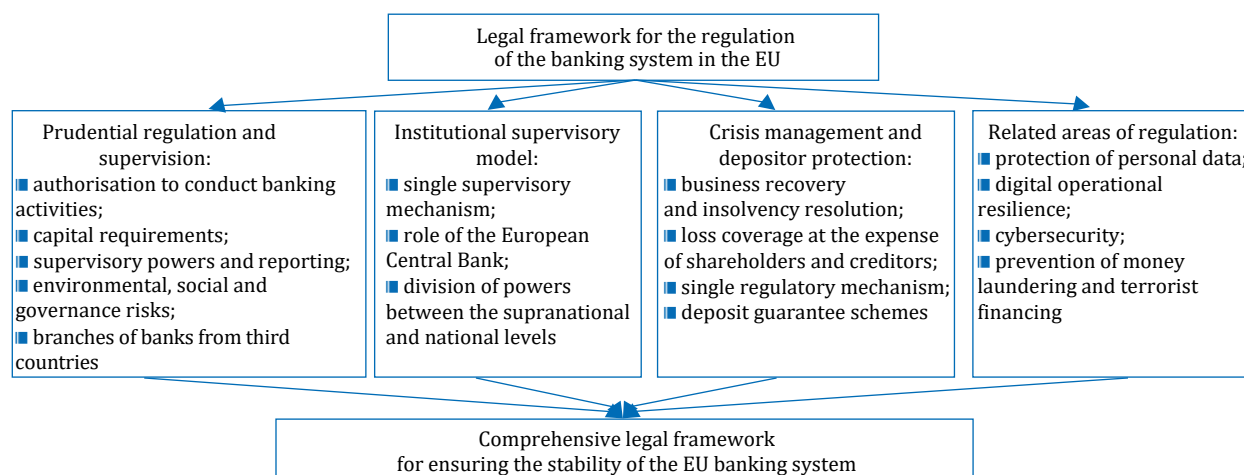 Legal framework for the regulation
of the banking system in the EU
Prudential regulation and
supervision:
authorisation to conduct banking
activities;
capital requirements;
supervisory powers and reporting;
environmental, social and
governance risks;
branches of banks from third
countries
Institutional supervisory
model:
single supervisory
mechanism;
role of the European
Central Bank;
division of powers
between the supranational
and national levels
Crisis management and
depositor protection:
business recovery
and insolvency resolution;
loss coverage at the expense
of shareholders and creditors;
single regulatory mechanism;
deposit guarantee schemes
Related areas of regulation:
protection of personal data;
digital operational
resilience;
cybersecurity;
prevention of money
laundering and terrorist
financing
Comprehensive legal framework
for ensuring the stability of the EU banking system